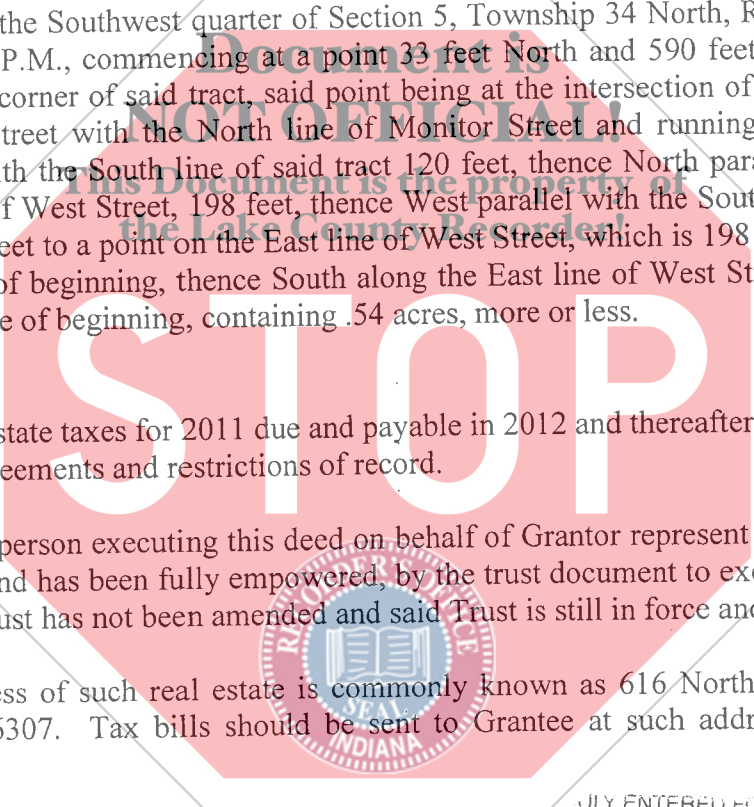 the Southwest quarter of Section 5, Township 34 North, R
P.M., commencing at a point 33 feet North and 590 feet
Document is
corner of said tract, said point being at the intersection of
NOT OFFICIAL!
treet with the North line of Monitor Street and running
th the South line of said tract 120 feet, thence North para
This Document is the property of
f West Street, 198 feet, thence West parallel with the Sout
the Lake County Recorder!
eet to a point on the East line of West Street, which is 198
of beginning, thence South along the East line of West St
e of beginning, containing .54 acres, more or less.
STOP
state taxes for 2011 due and payable in 2012 and thereafter
eements and restrictions of record.
person executing this deed on behalf of Grantor represent
nd has been fully empowered, by the trust document to exe
ust has not been amended and said Trust is still in force and
RECORDER'S OFFICE
SEAL
INDIANA
ess of such real estate is commonly known as 616 North
6307. Tax bills should be sent to Grantee at such addr
ENTERED